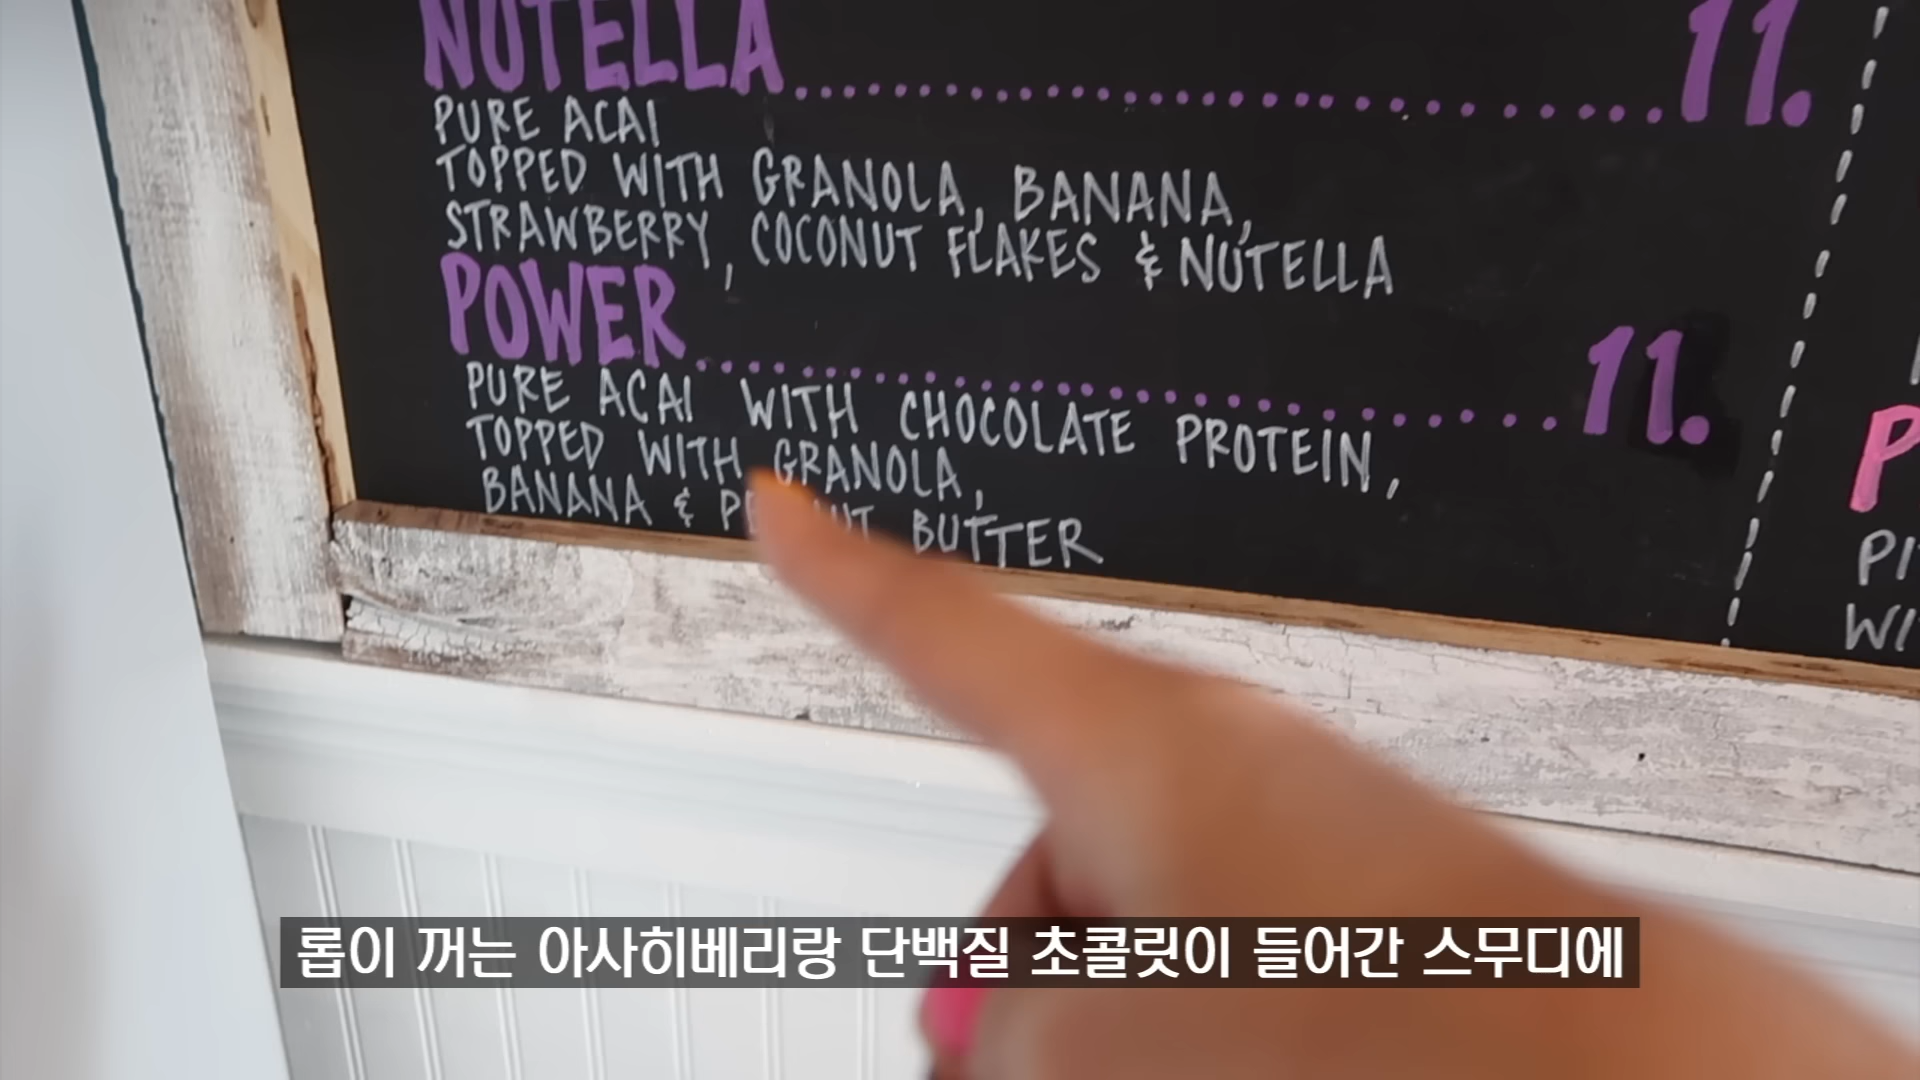 NUTELLA..............................11.
PURE ACAI
TOPPED WITH GRANOLA, BANANA,
STRAWBERRY, COCONUT FLAKES & NUTELLA
POWER..............................11.
PURE ACAI WITH CHOCOLATE PROTEIN,
TOPPED WITH GRANOLA,
BANANA & BUTTER
P
WI
롭이 꺼는 아사히베리랑 단백질 초콜릿이 들어간 스무디에